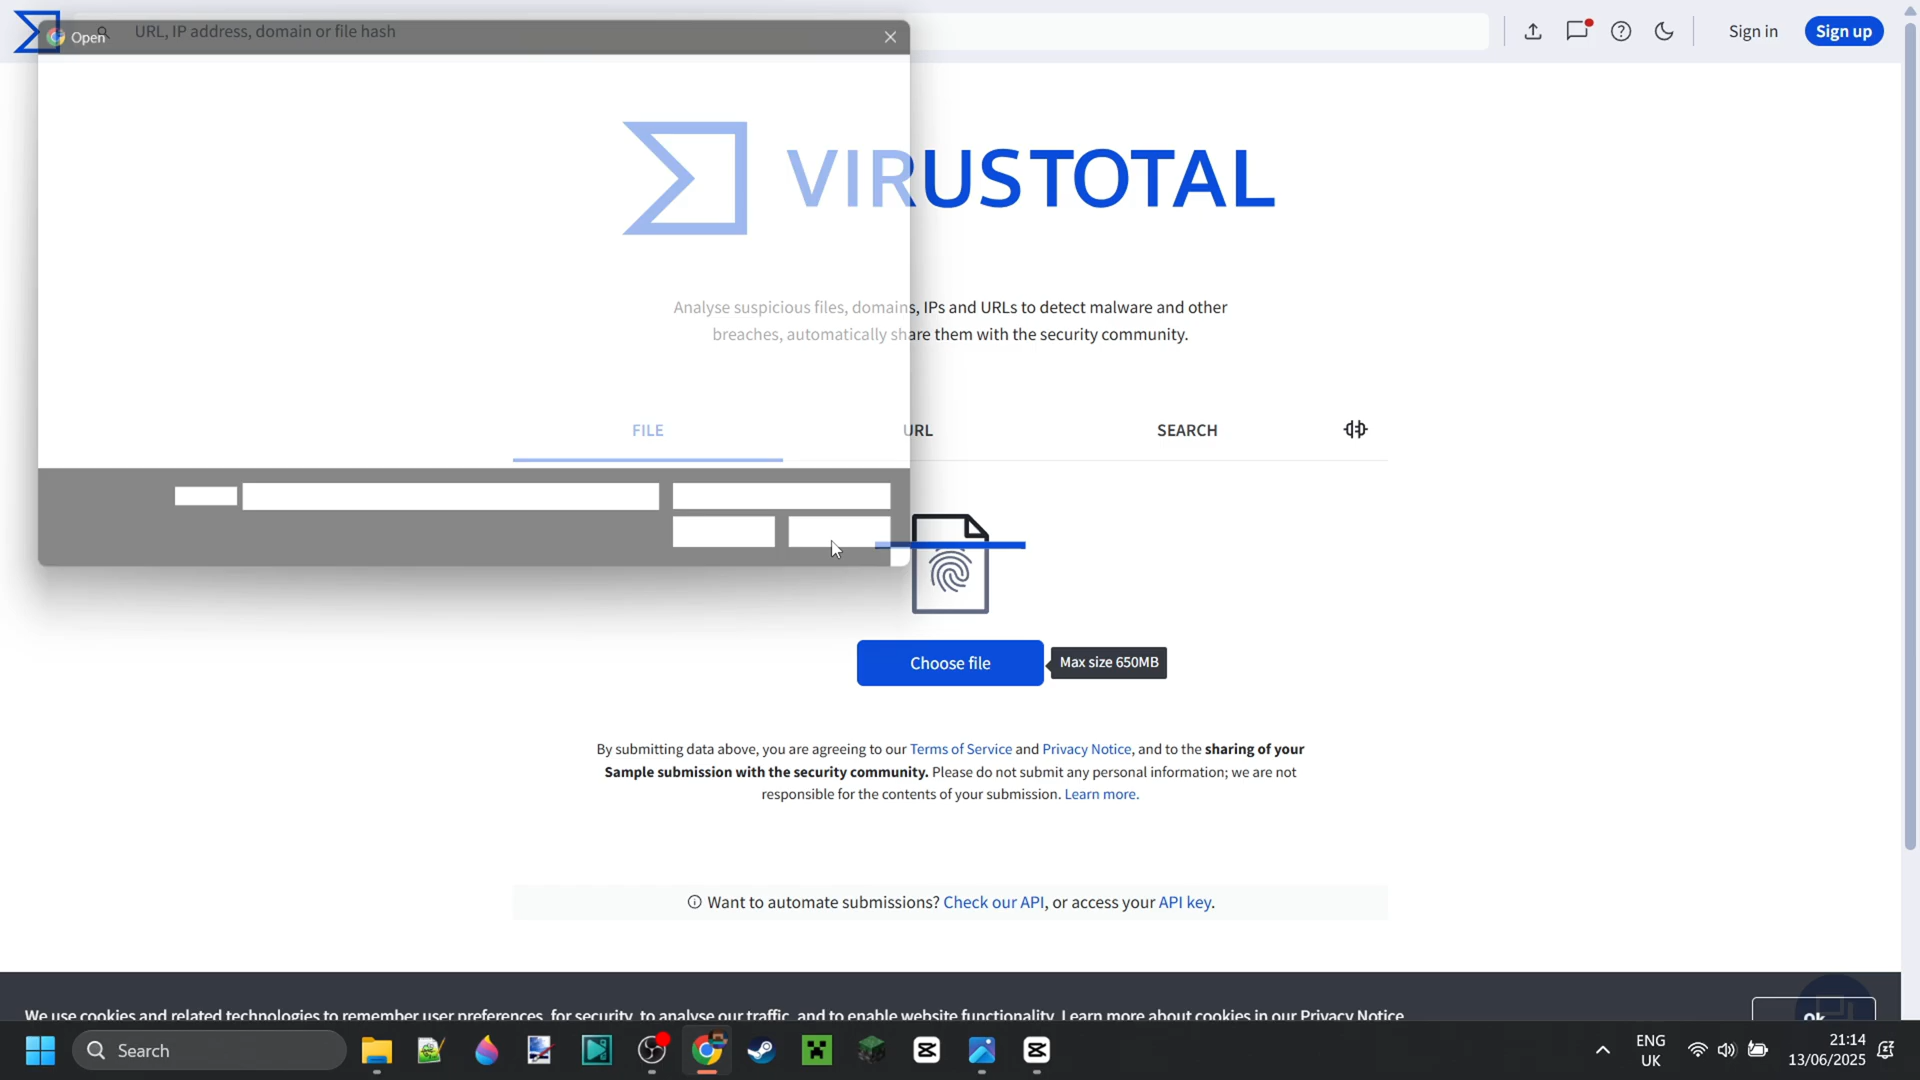 Open
URL, IP address, domain or file hash
Sign in
Sign up
VIRUSTOTAL
Analyse suspicious files, domains, IPs and URLs to detect malware and other
breaches, automatically share them with the security community.
FILE
URL
SEARCH
Choose file
Max size 650MB
By submitting data above, you are agreeing to our Terms of Service and Privacy Notice, and to the sharing of your
Sample submission with the security community. Please do not submit any personal information; we are not
responsible for the contents of your submission. Learn more.
Want to automate submissions? Check our API, or access your API key.
We use cookies and related technologies to remember user preferences, for security, to analyse our traffic, and to enable website functionality. Learn more about cookies in our Privacy Notice
Ok
Search
ENG
UK
21:14
13/06/2025